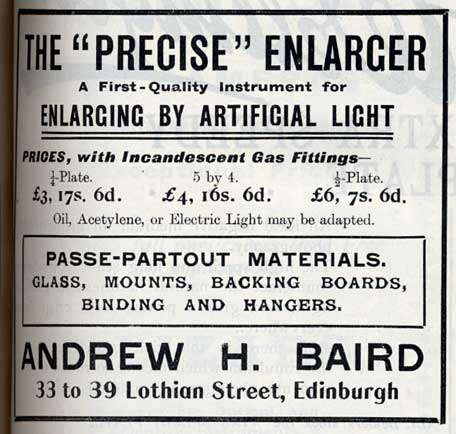 THE "PRECISE" ENLARGER
A First-Quality Instrument for
ENLARGING BY ARTIFICIAL LIGHT
PRICES, with Incandescent Gas Fittings—
¼-Plate. 5 by 4. ½-Plate.
£3, 17s. 6d. £4, 16s. 6d. £6, 7s. 6d.
Oil, Acetylene, or Electric Light may be adapted.
PASSE-PARTOUT MATERIALS.
GLASS, MOUNTS, BACKING BOARDS,
BINDING AND HANGERS.
ANDREW H. BAIRD
33 to 39 Lothian Street, Edinburgh